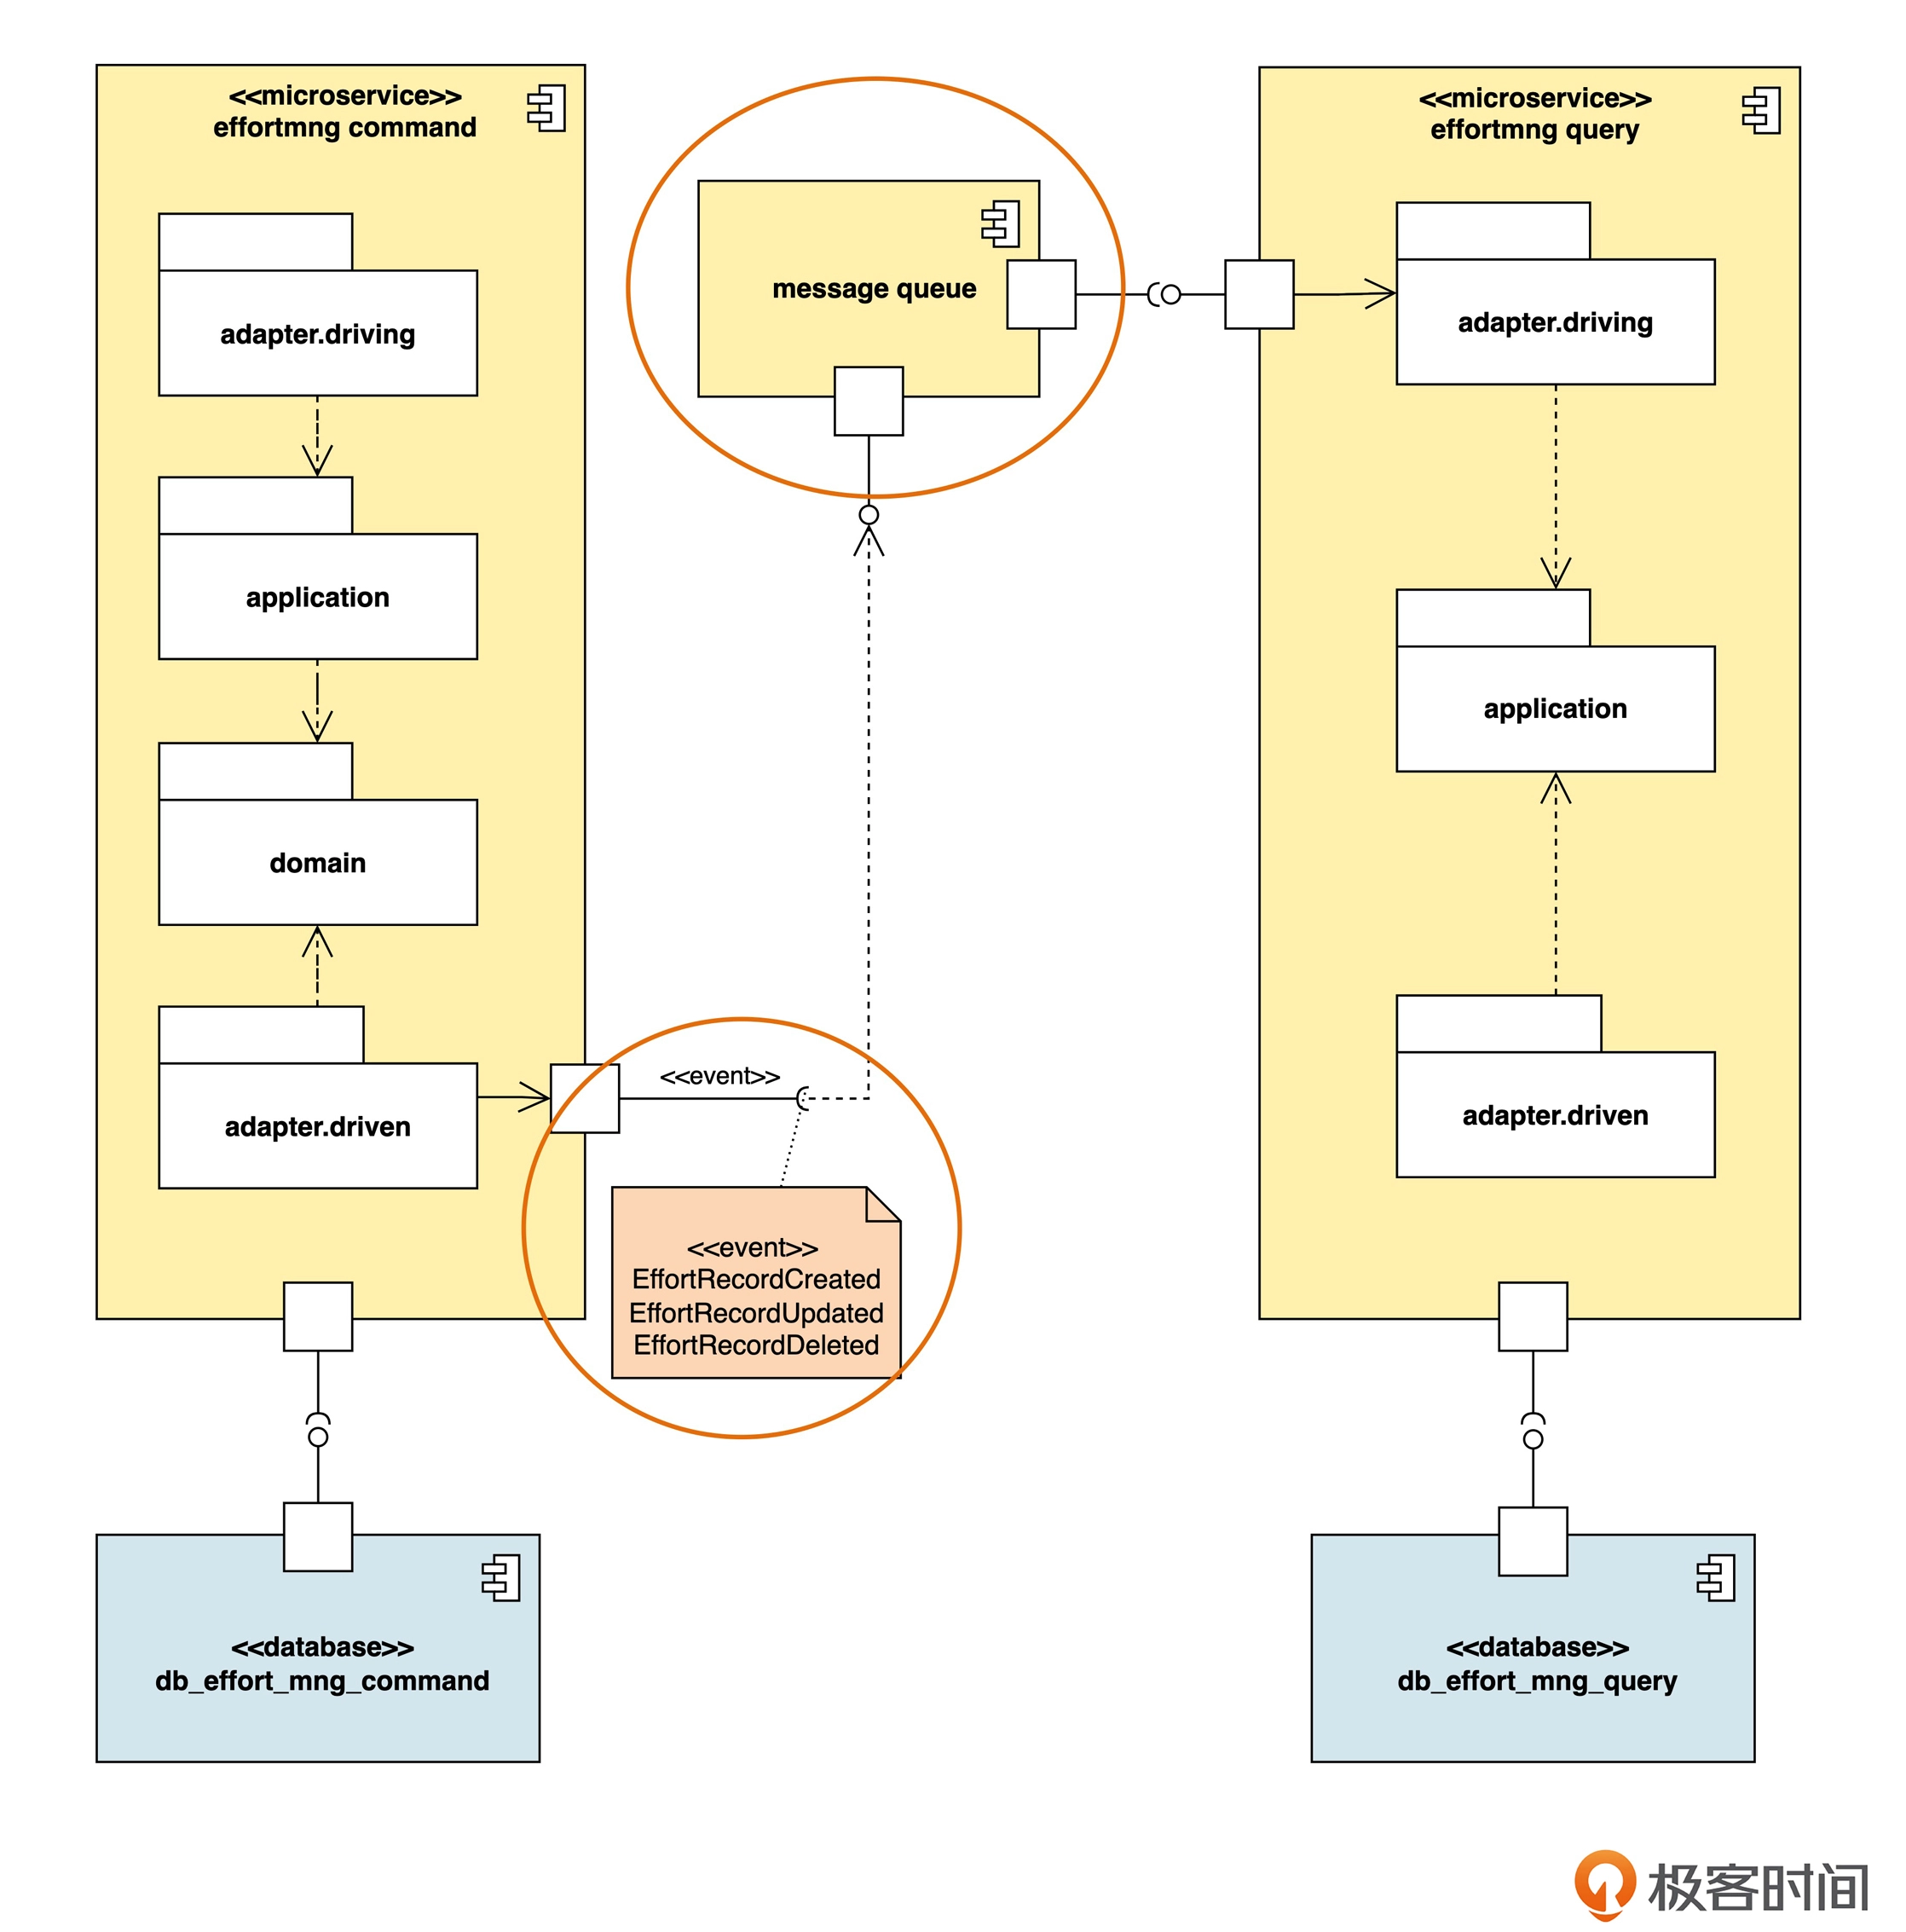 <<microservice>>
effortmng command
adapter.driving
application
domain
adapter.driven
<<database>>
db_effort_mng_command
message queue
<<event>>
<<event>>
EffortRecordCreated
EffortRecordUpdated
EffortRecordDeleted
<<microservice>>
effortmng query
adapter.driving
application
adapter.driven
<<database>>
db_effort_mng_query
极客时间